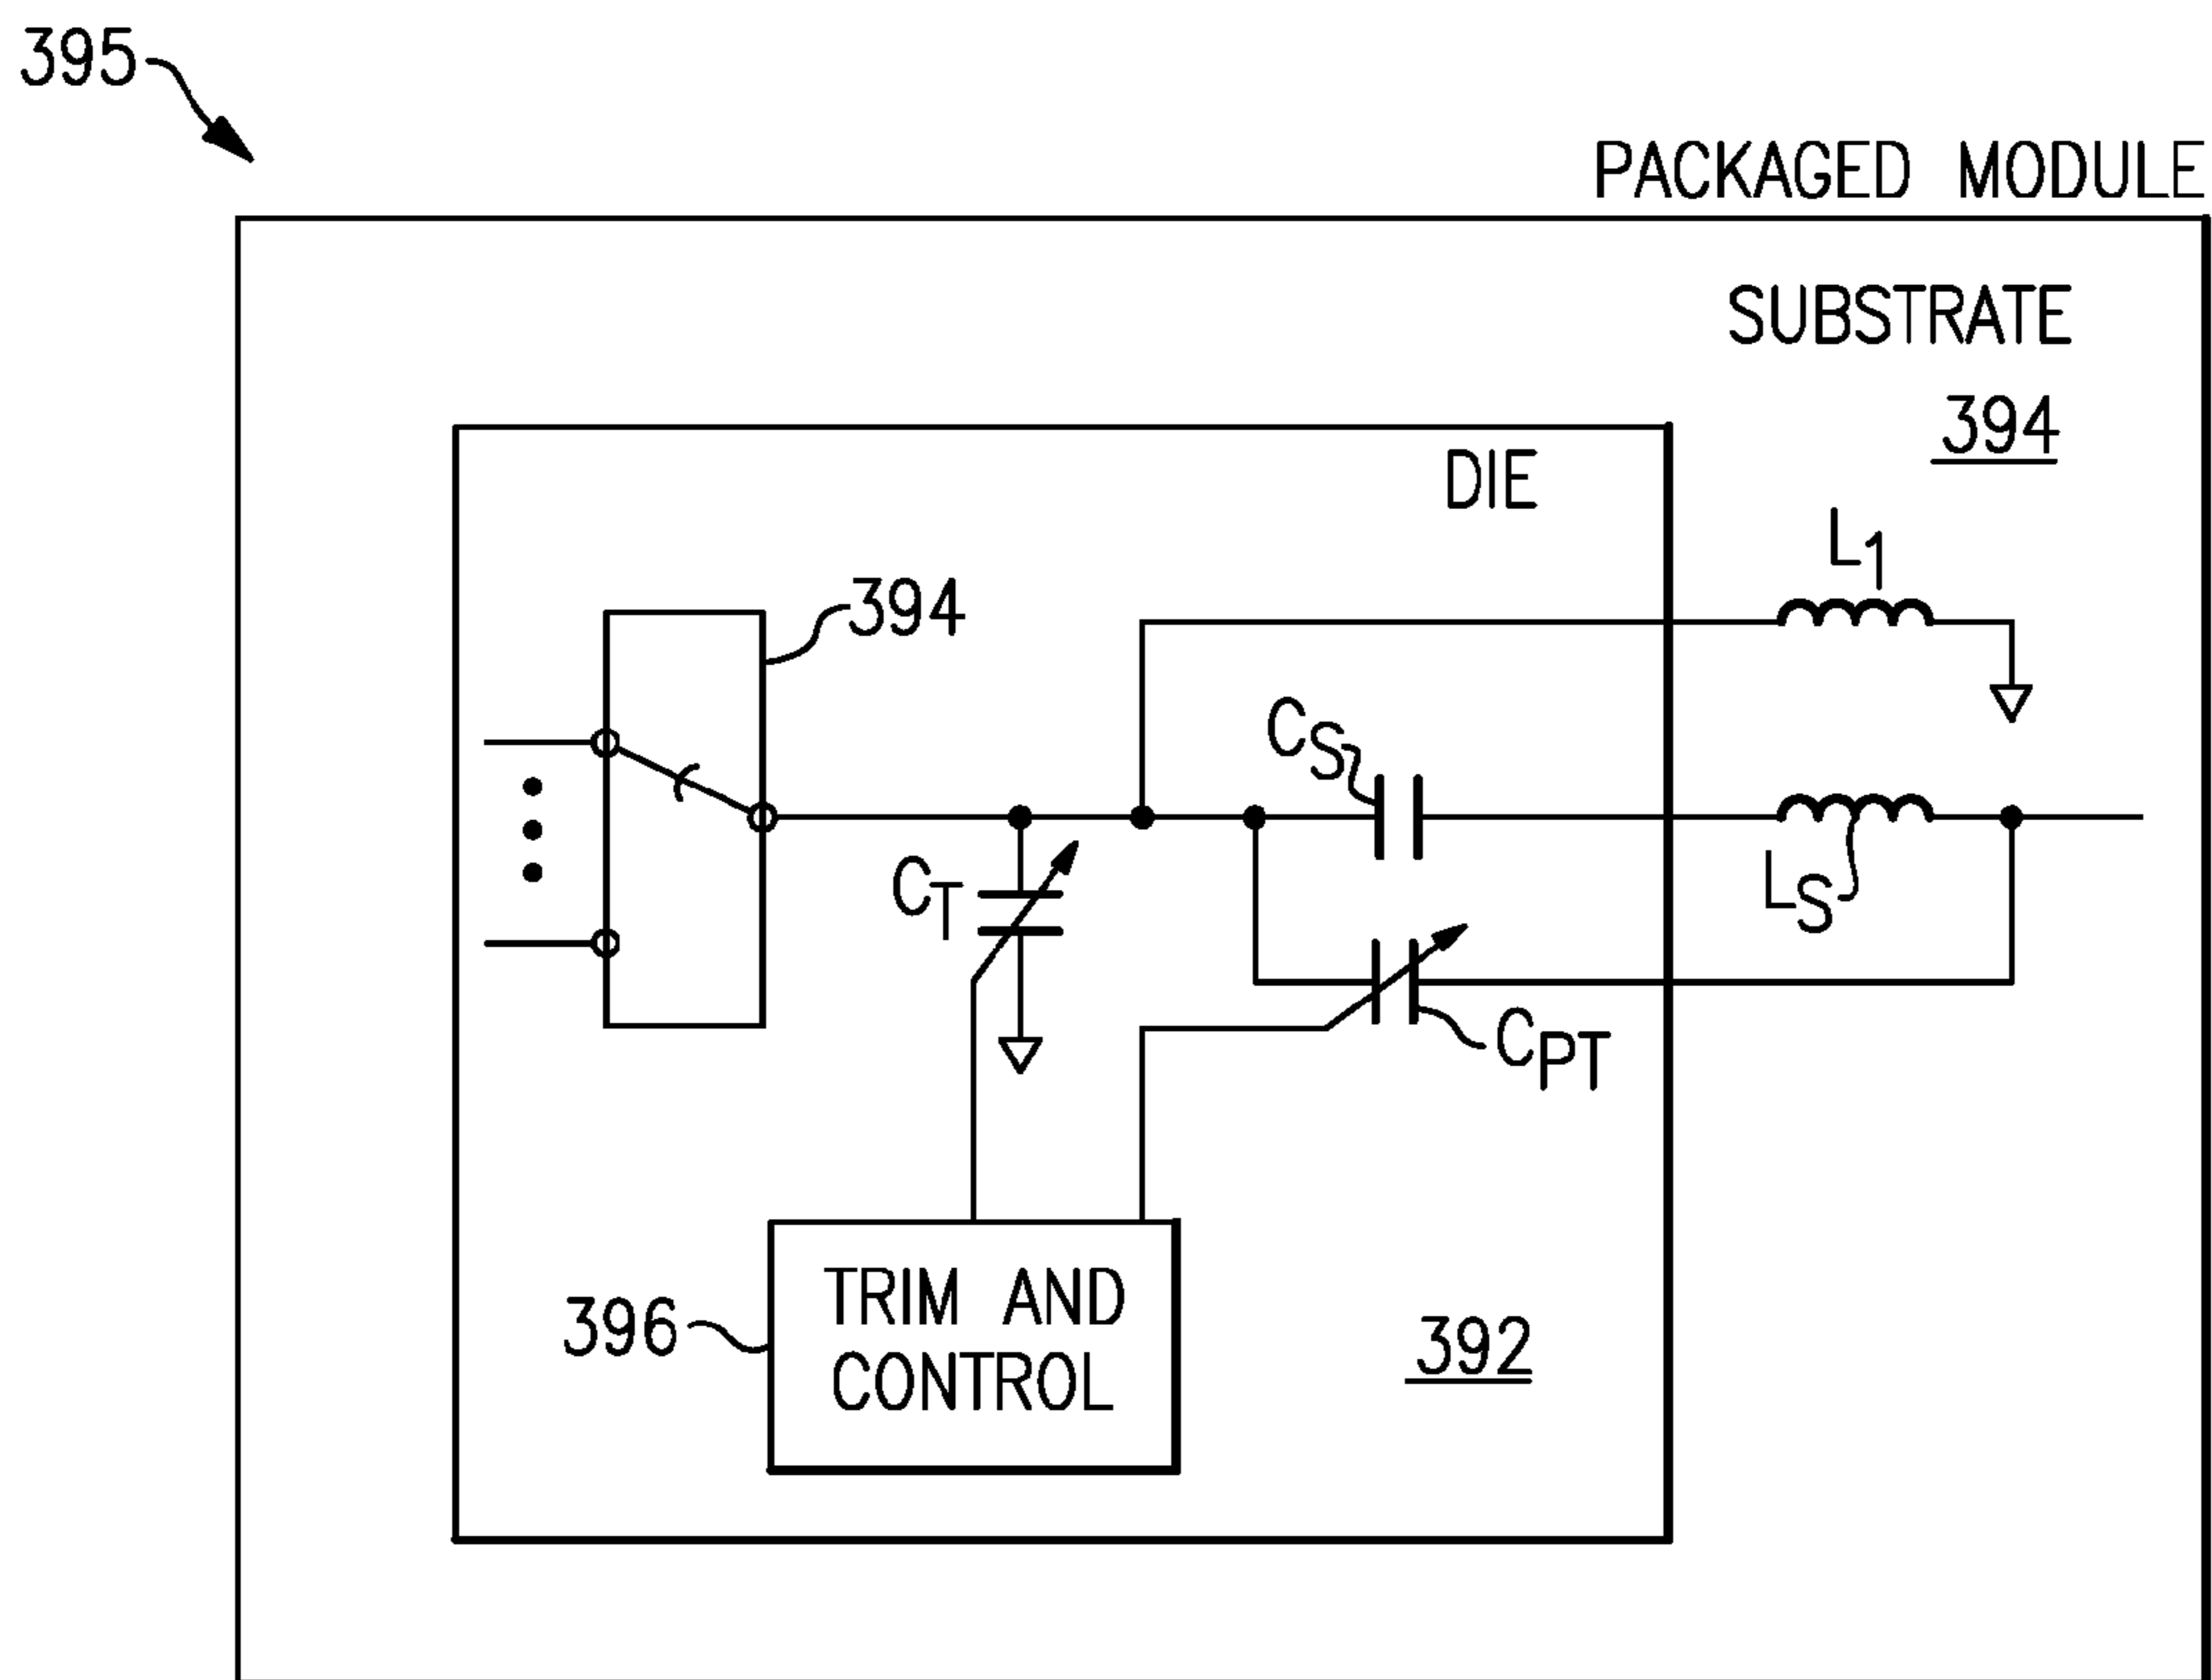 395
PACKAGED MODULE
SUBSTRATE
394
DIE
L1
394
CS
CT
LS
CPT
TRIM AND
CONTROL
396
392